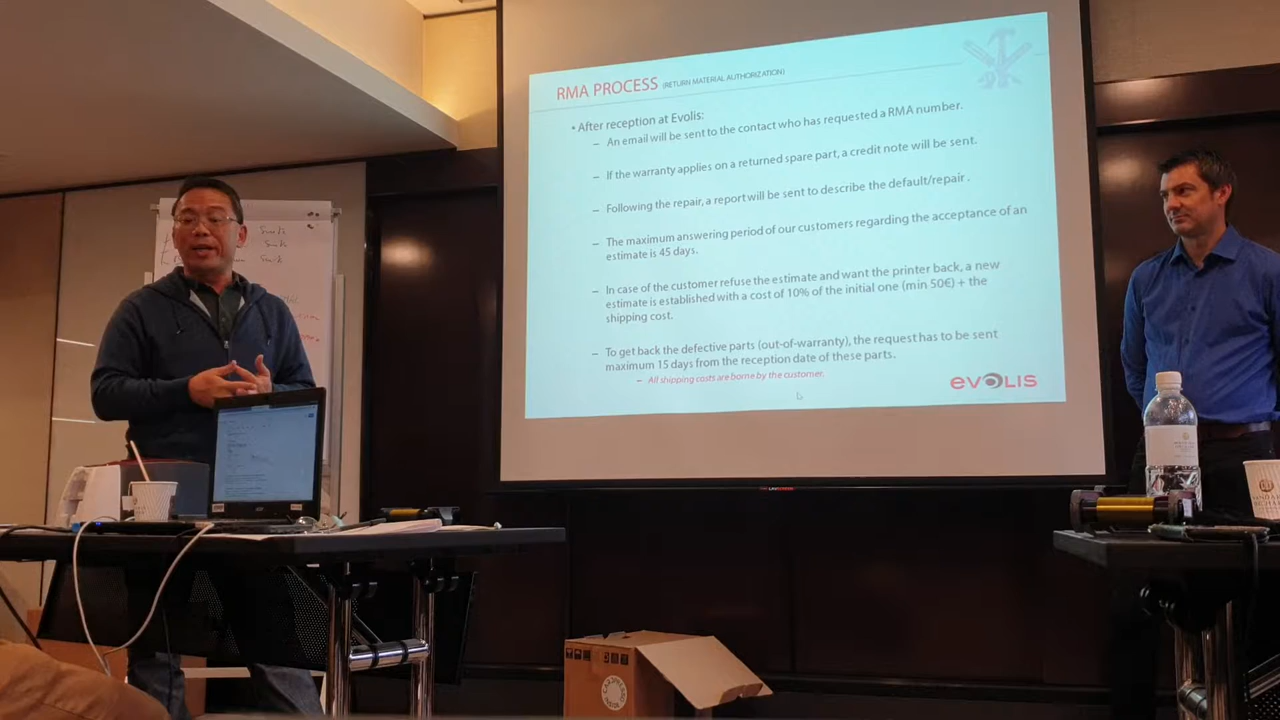 RMA PROCESS (RETURN MATERIAL AUTHORIZATION)
• After reception at Evolis:
– An email will be sent to the contact who has requested a RMA number.
– If the warranty applies on a returned spare part, a credit note will be sent.
– Following the repair, a report will be sent to describe the default/repair .
– The maximum answering period of our customers regarding the acceptance of an
estimate is 45 days.
– In case of the customer refuse the estimate and want the printer back, a new
estimate is established with a cost of 10% of the initial one (min 50€) + the
shipping cost.
– To get back the defective parts (out-of-warranty), the request has to be sent
maximum 15 days from the reception date of these parts.
– All shipping costs are borne by the customer.
evolis
acer